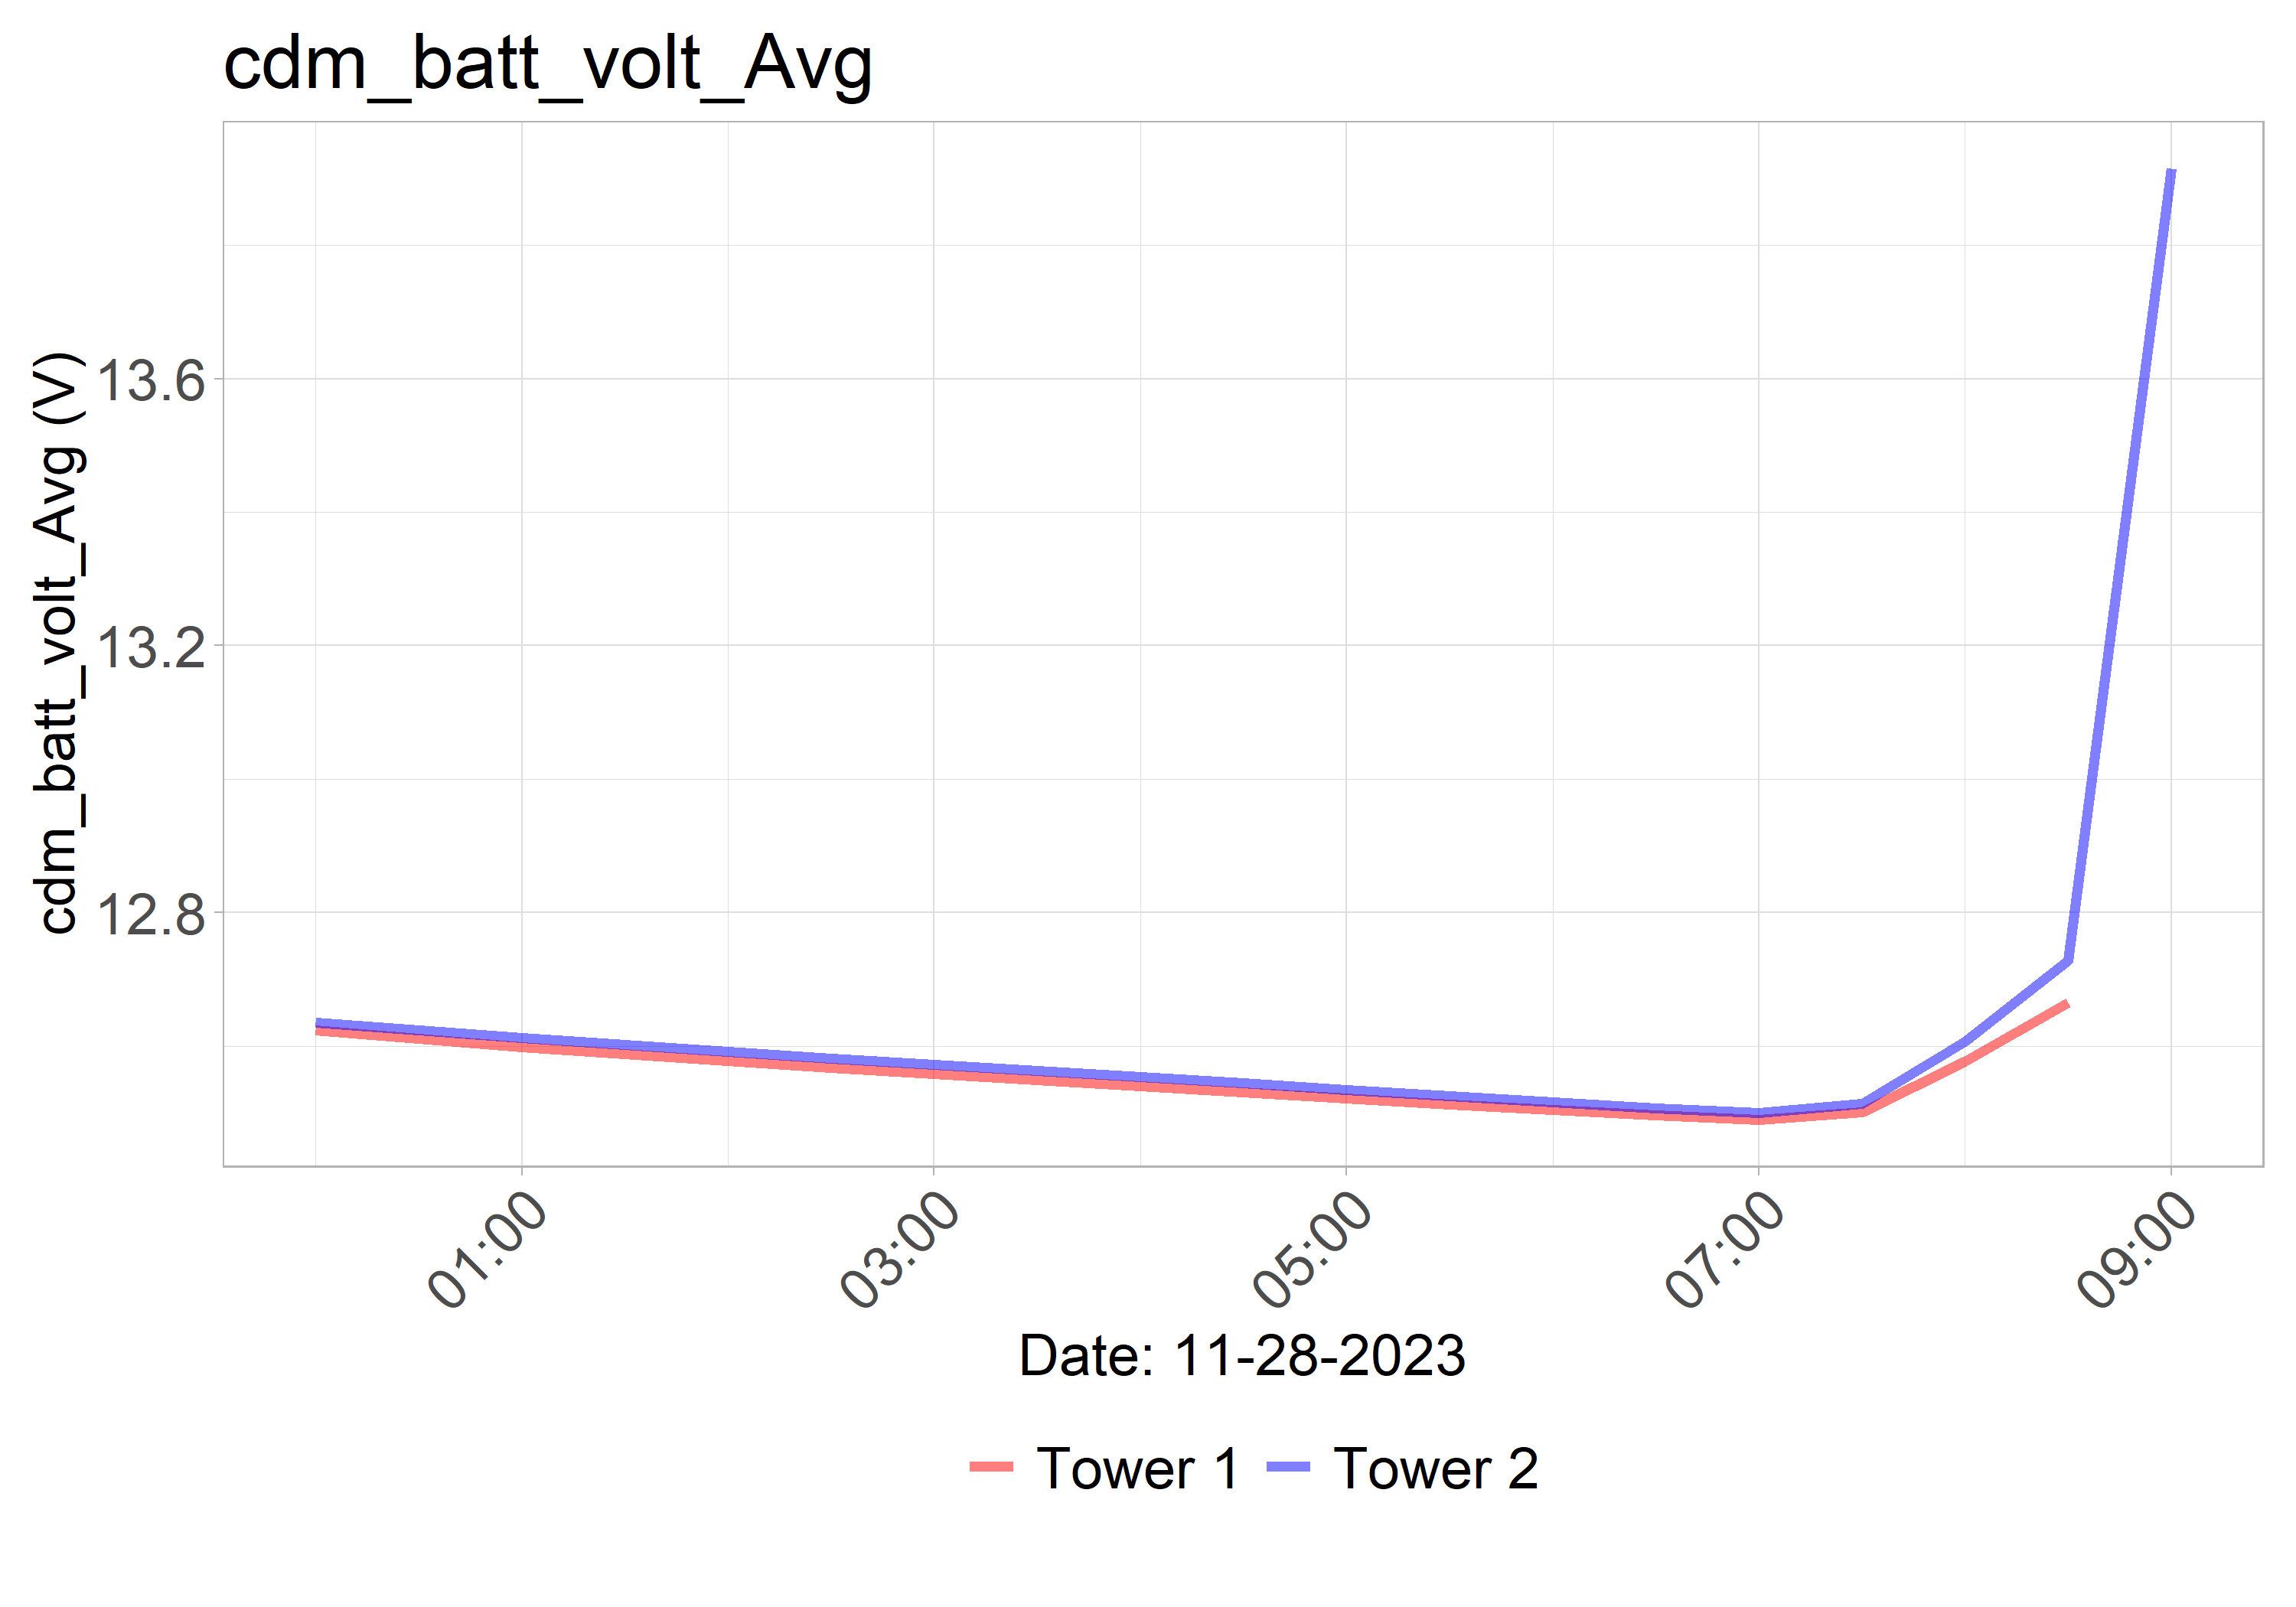 cdm_batt_volt_Avg
cdm_batt_volt_Avg (V)
13.6
13.2
12.8
01:00
03:00
05:00
07:00
09:00
Date: 11-28-2023
Tower 1
Tower 2